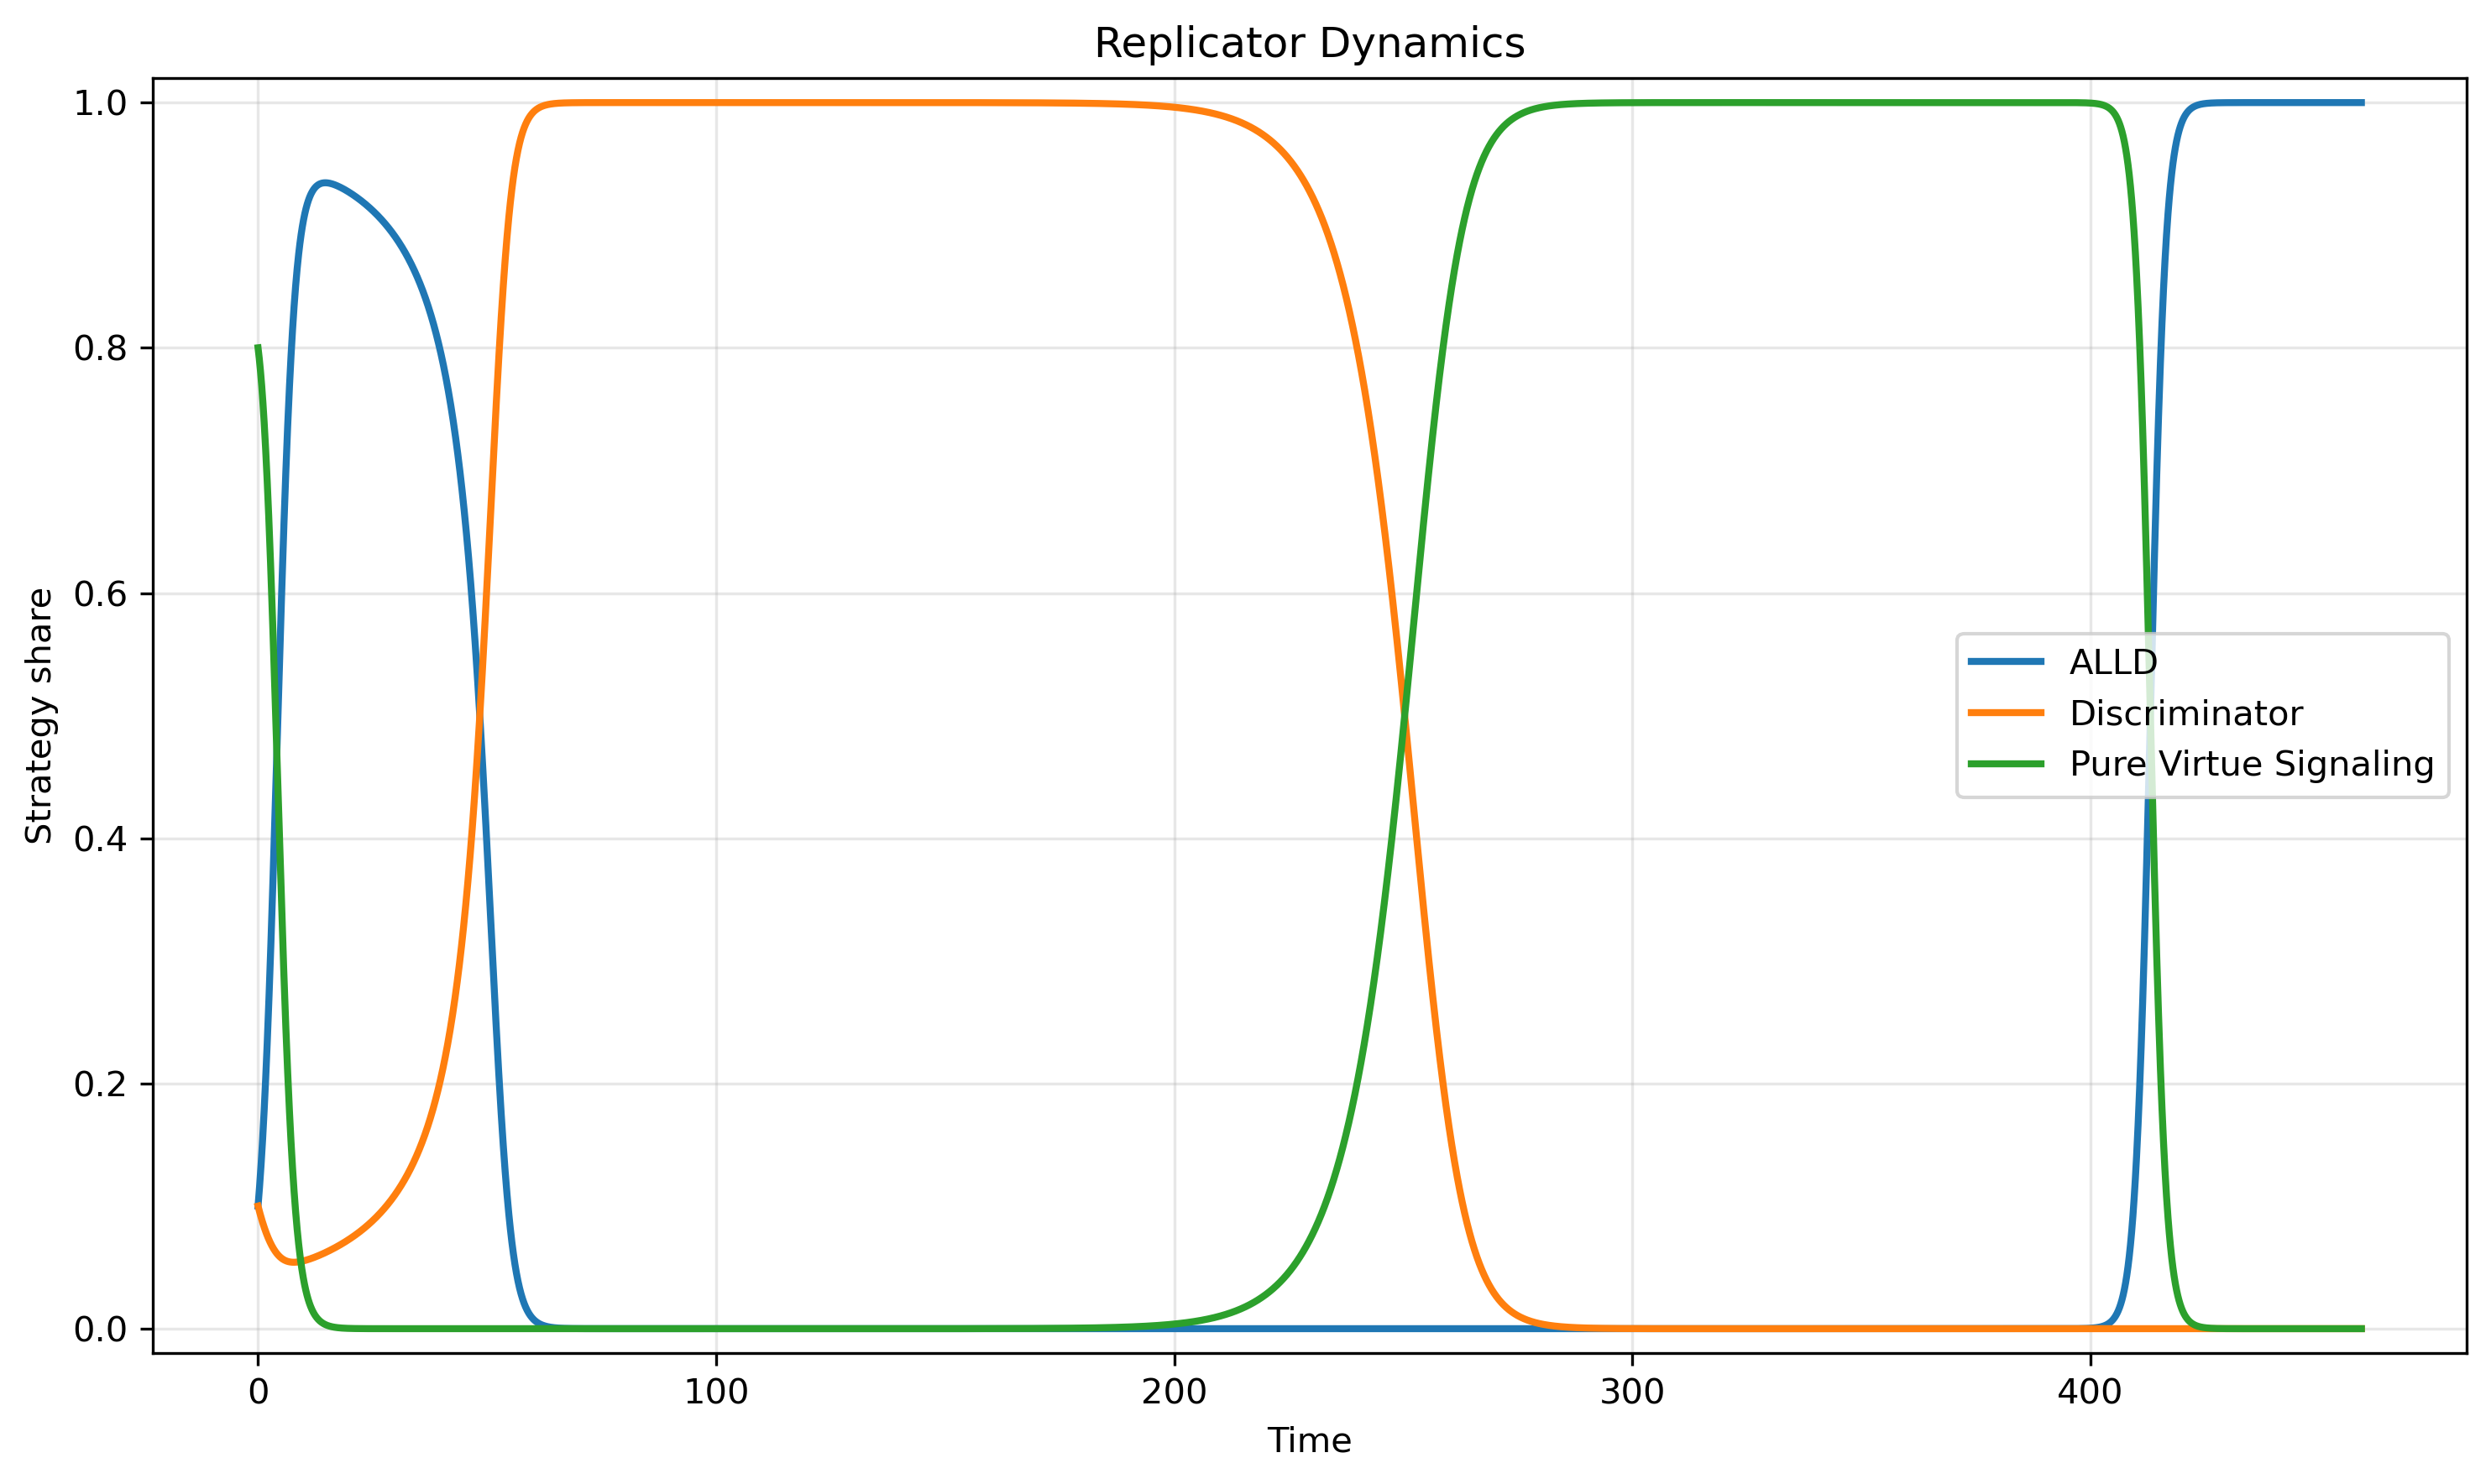 Replicator Dynamics
Strategy share
1.0
0.8
0.6
0.4
0.2
0.0
ALLD
Discriminator
Pure Virtue Signaling
0 100 200 300 400
Time